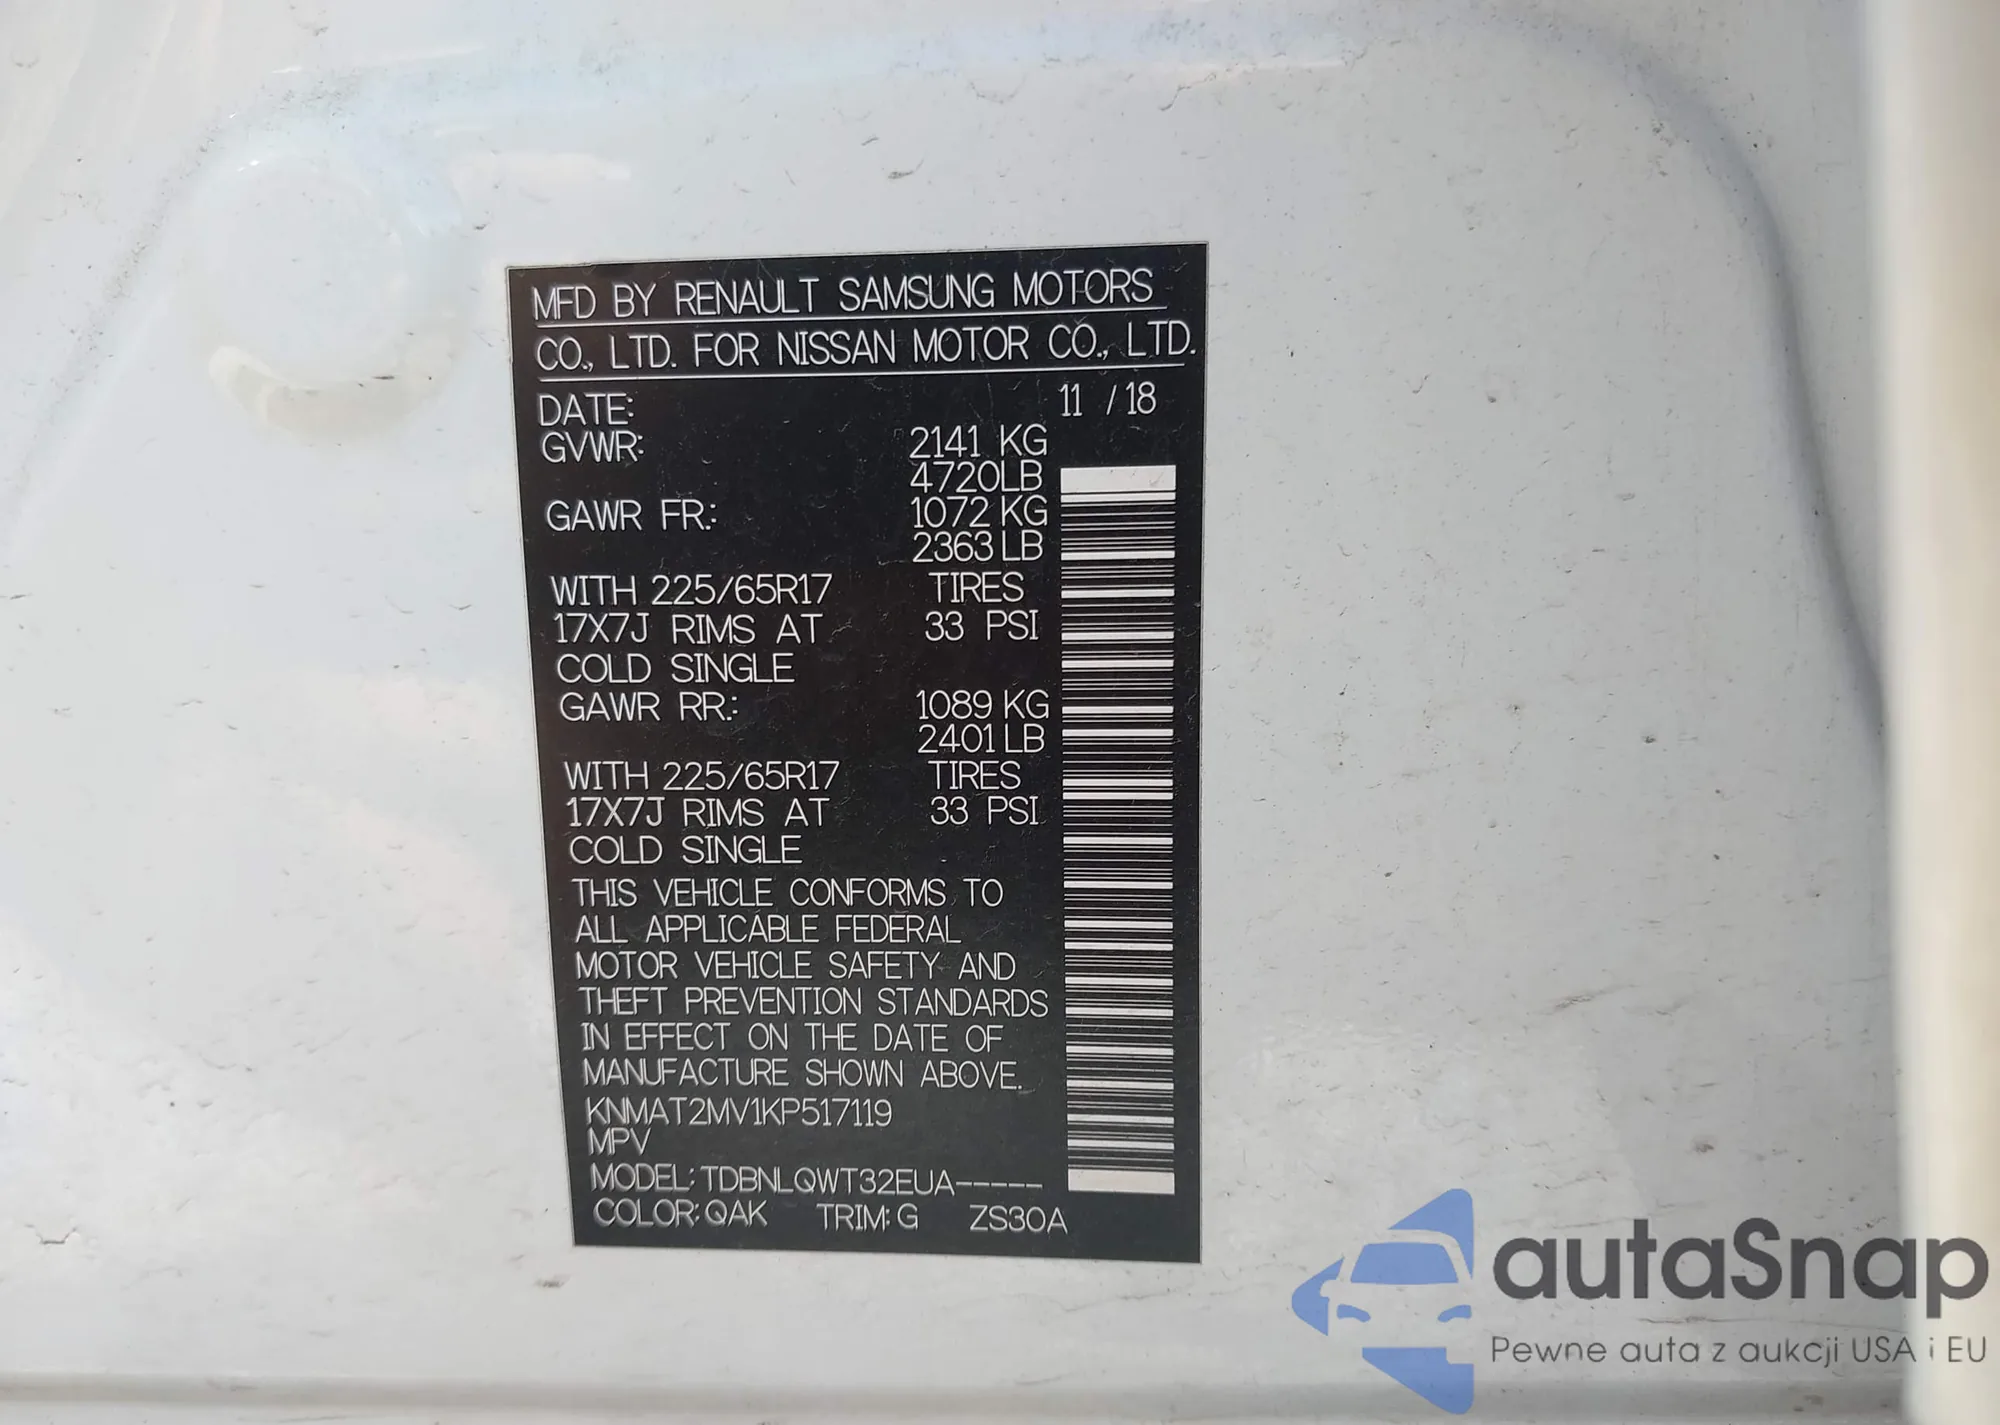 MFD BY RENAULT SAMSUNG MOTORS
CO., LTD. FOR NISSAN MOTOR CO., LTD.
DATE: 11 / 18
GVWR: 2141 KG
4720LB
GAWR FR.: 1072 KG
2363 LB
WITH 225/65R17 TIRES
17X7J RIMS AT 33 PSI
COLD SINGLE
GAWR RR.: 1089 KG
2401 LB
WITH 225/65R17 TIRES
17X7J RIMS AT 33 PSI
COLD SINGLE
THIS VEHICLE CONFORMS TO
ALL APPLICABLE FEDERAL
MOTOR VEHICLE SAFETY AND
THEFT PREVENTION STANDARDS
IN EFFECT ON THE DATE OF
MANUFACTURE SHOWN ABOVE.
KNMAT2MV1KP517119
MPV
MODEL: TDBNLQWT32EUA-----
COLOR: QAK TRIM: G ZS30A
autaSnap
Pewne auta z aukcji USA i EU